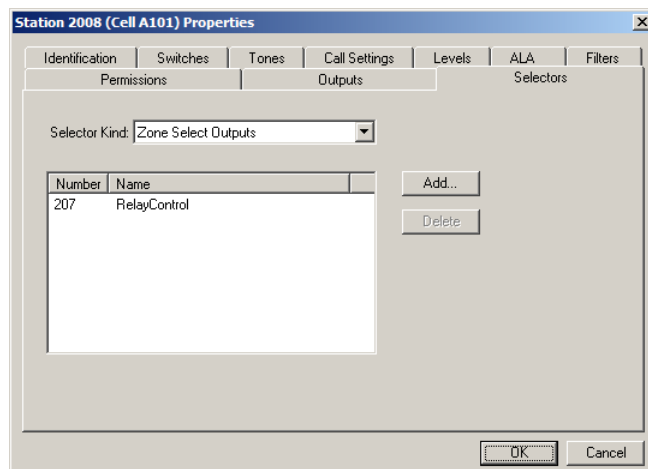 Station 2008 (Cell A101) Properties
Identification Switches Tones Call Settings Levels ALA Filters
Permissions Outputs Selectors
Selector Kind: Zone Select Outputs
Number Name
207 RelayControl
Add...
Delete
OK Cancel